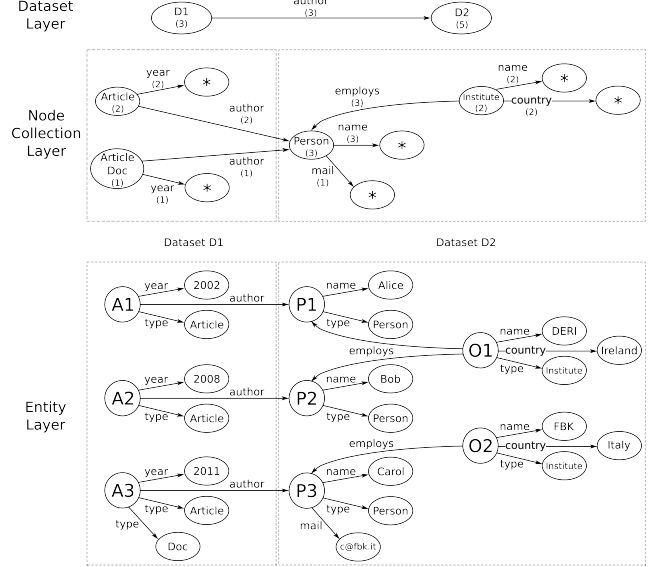 Dataset
Layer
D1
(3)
author
(3)
D2
(5)
Node
Collection
Layer
Article
(2)
year
(2)
*
author
(2)
Article
Doc
(1)
author
(1)
year
(1)
*
Person
(3)
employs
(3)
name
(3)
*
mail
(1)
*
Institute
(2)
name
(2)
*
country
(2)
*
Dataset D1
Dataset D2
Entity
Layer
A1
year
2002
author
type
Article
P1
name
Alice
type
Person
employs
O1
name
DERI
country
Ireland
type
Institute
A2
year
2008
author
type
Article
P2
name
Bob
type
Person
employs
O2
name
FBK
country
Italy
type
Institute
A3
year
2011
author
type
Article
type
Doc
P3
name
Carol
type
Person
mail
c@fbk.it